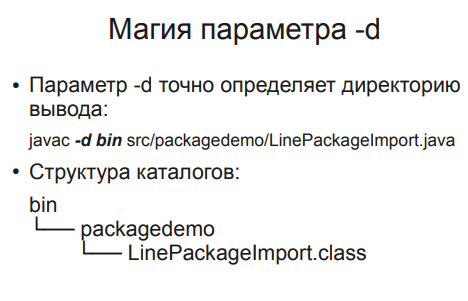 Магия параметра -d
• Параметр -d точно определяет директорию
вывода:
javac -d bin src/packagedemo/LinePackageImport.java
• Структура каталогов:
bin
└── packagedemo
└── LinePackageImport.class